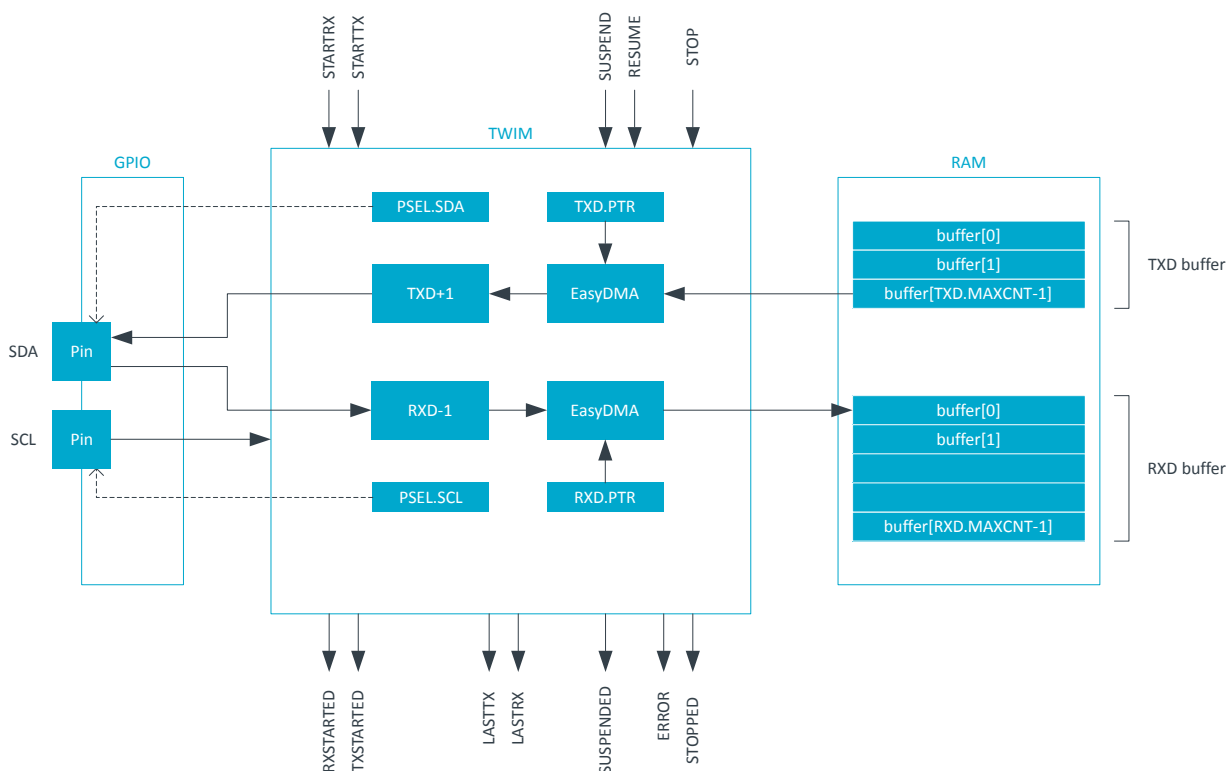 STARTRX
STARTTX
SUSPEND
RESUME
STOP
TWIM
GPIO
RAM
PSEL.SDA
TXD.PTR
buffer[0]
buffer[1]
buffer[TXD.MAXCNT-1]
TXD buffer
TXD+1
EasyDMA
SDA
Pin
RXD-1
EasyDMA
buffer[0]
buffer[1]
buffer[RXD.MAXCNT-1]
RXD buffer
SCL
Pin
PSEL.SCL
RXD.PTR
RXSTARTED
TXSTARTED
LASTTX
LASTRX
SUSPENDED
ERROR
STOPPED